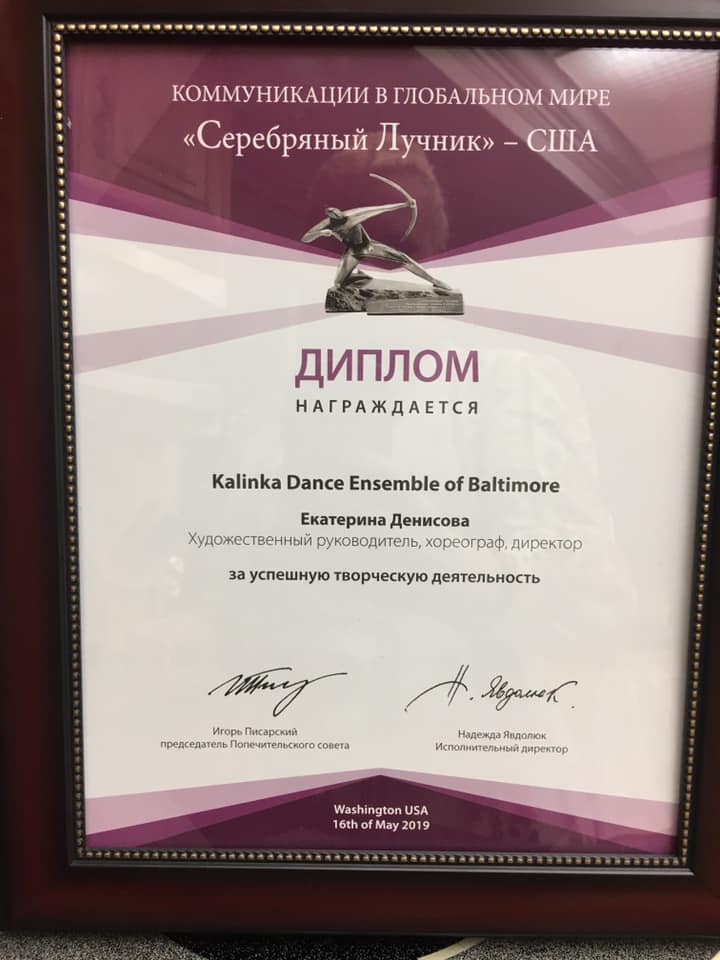 КОММУНИКАЦИИ В ГЛОБАЛЬНОМ МИРЕ
«Серебряный Лучник» – США
ДИПЛОМ
НАГРАЖДАЕТСЯ
Kalinka Dance Ensemble of Baltimore
Екатерина Денисова
Художественный руководитель, хореограф, директор
за успешную творческую деятельность
Н. Явдолюк
Игорь Писарский
председатель Попечительского совета
Надежда Явдолюк
Исполнительный директор
Washington USA
16th of May 2019